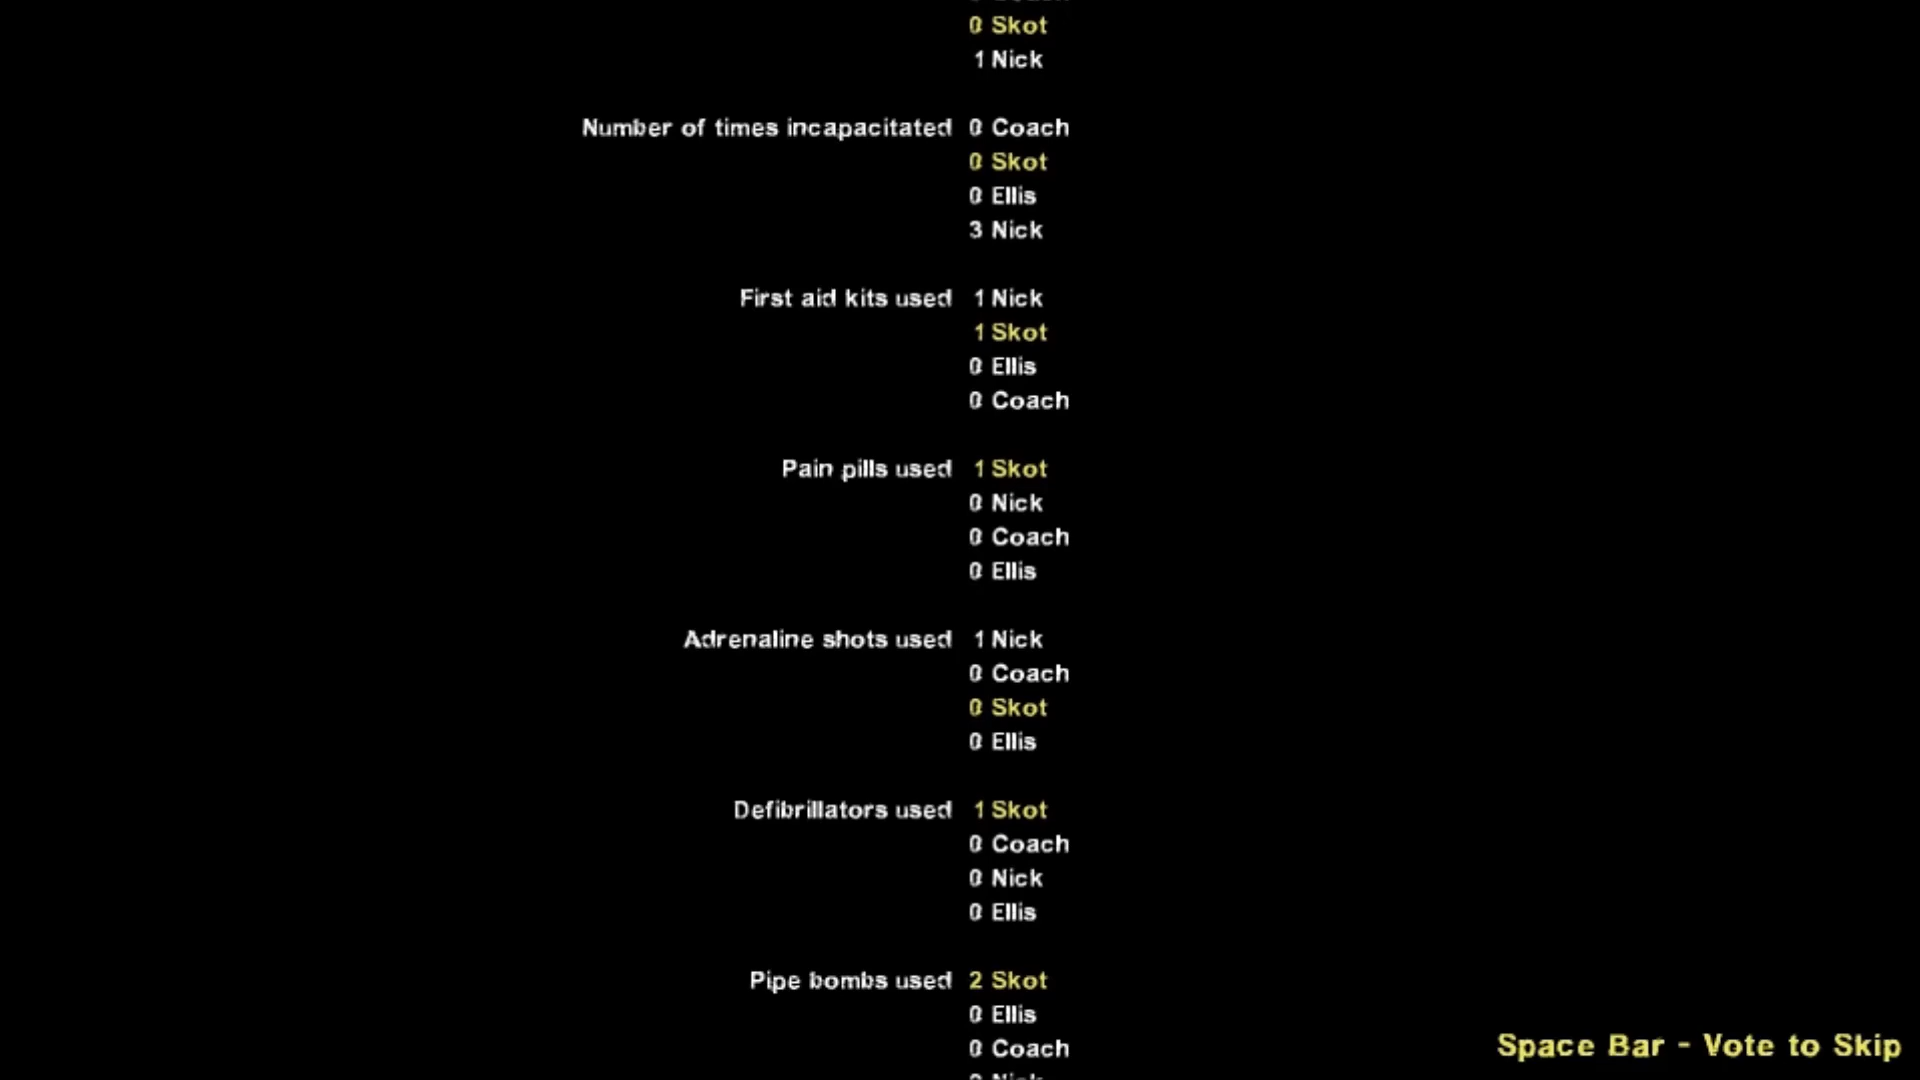 0 Skot
1 Nick
Number of times incapacitated 0 Coach
0 Skot
0 Ellis
3 Nick
First aid kits used 1 Nick
1 Skot
0 Ellis
0 Coach
Pain pills used 1 Skot
0 Nick
0 Coach
0 Ellis
Adrenaline shots used 1 Nick
0 Coach
0 Skot
0 Ellis
Defibrillators used 1 Skot
0 Coach
0 Nick
0 Ellis
Pipe bombs used 2 Skot
0 Ellis
0 Coach
Space Bar - Vote to Skip